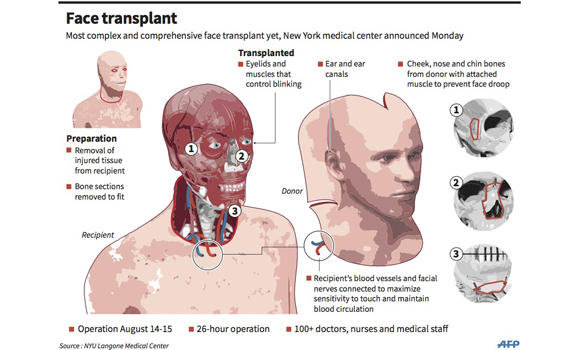 Face transplant
Most complex and comprehensive face transplant yet, New York medical center announced Monday
Transplanted
Eyelids and
muscles that
control blinking
Ear and ear
canals
Cheek, nose and chin bones
from donor with attached
muscle to prevent face droop
Preparation
Removal of
injured tissue
from recipient
Bone sections
removed to fit
1
2
3
Recipient
Donor
1
2
3
Recipient's blood vessels and facial
nerves connected to maximize
sensitivity to touch and maintain
blood circulation
Operation August 14-15
26-hour operation
100+ doctors, nurses and medical staff
Source : NYU Langone Medical Center
AFP